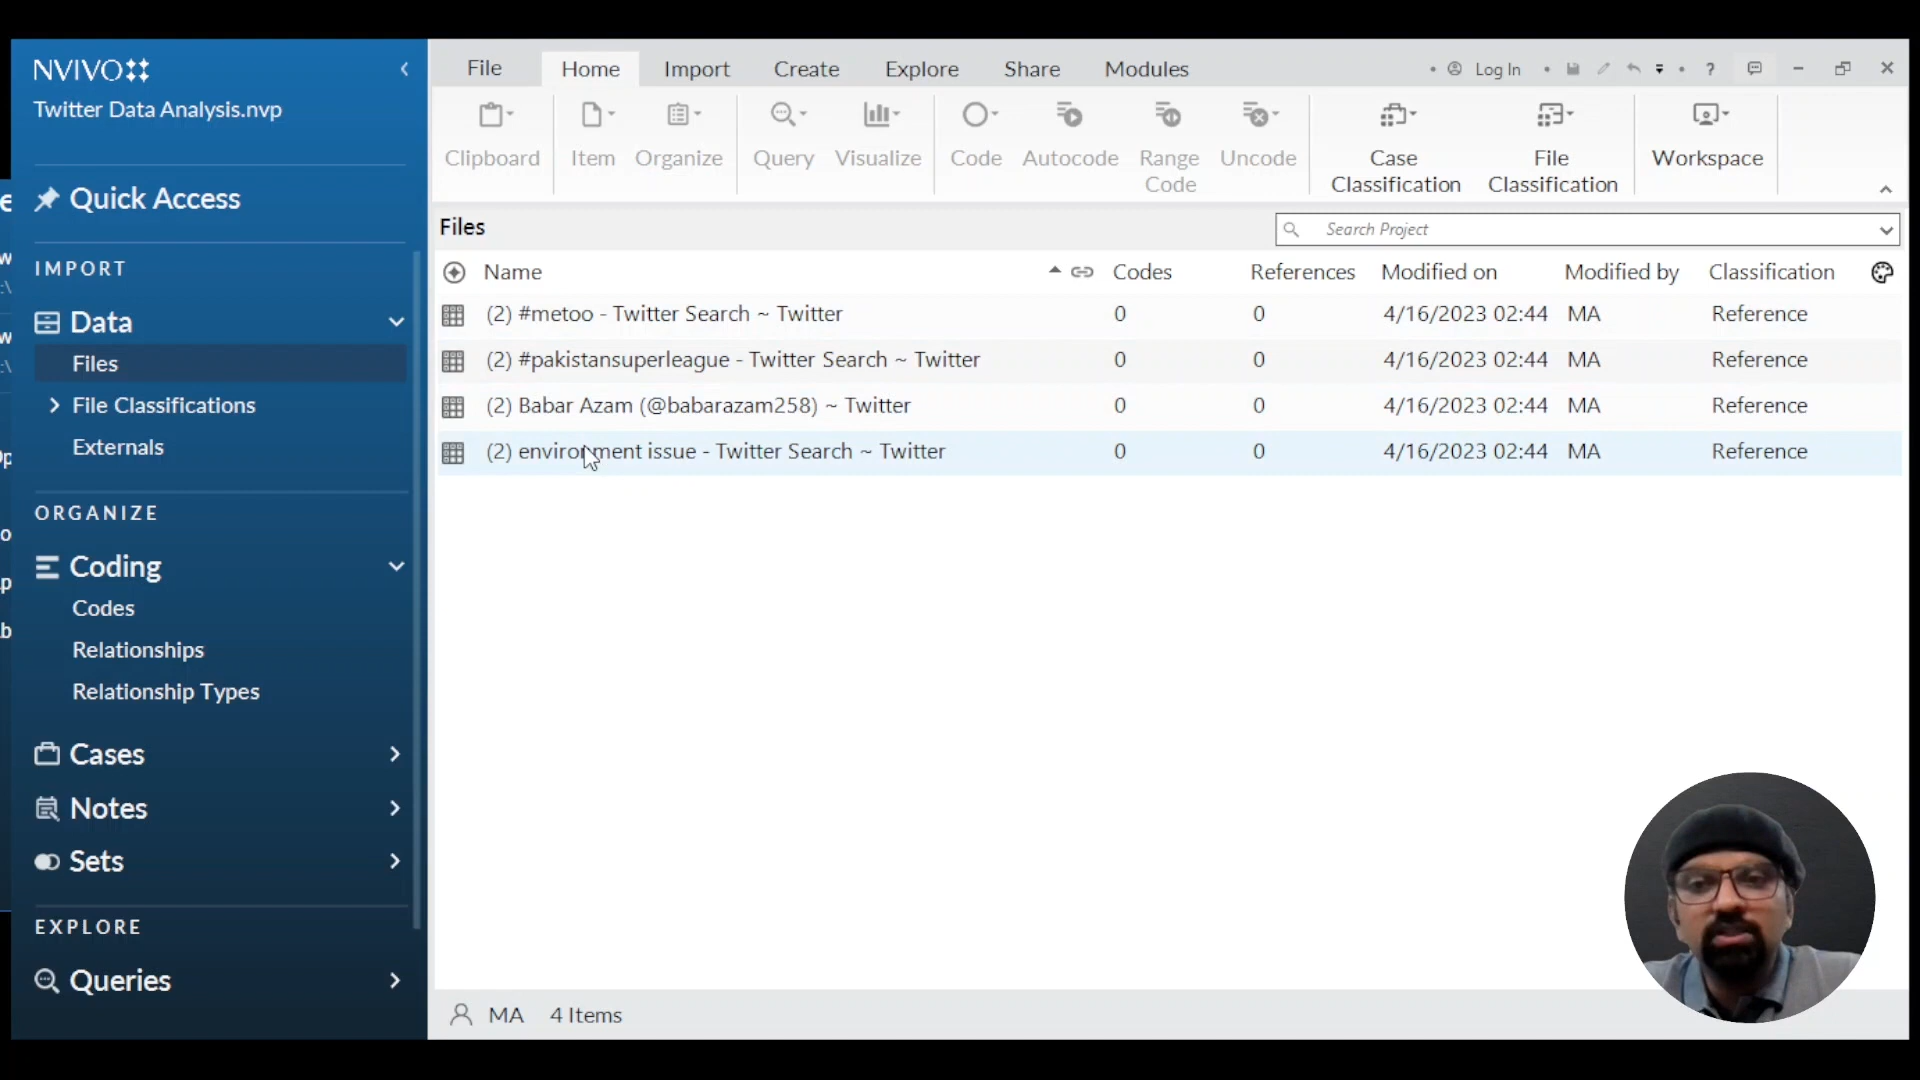 NVIVO
Twitter Data Analysis.nvp
Quick Access
IMPORT
Data
Files
File Classifications
Externals
ORGANIZE
Coding
Codes
Relationships
Relationship Types
Cases
Notes
Sets
EXPLORE
Queries
File Home Import Create Explore Share Modules
Log In ?
Clipboard Item Organize Query Visualize Code Autocode Range Code Uncode Case Classification File Classification Workspace
Files
Search Project
Name Codes References Modified on Modified by Classification
(2) #metoo - Twitter Search ~ Twitter 0 0 4/16/2023 02:44 MA Reference
(2) #pakistansuperleague - Twitter Search ~ Twitter 0 0 4/16/2023 02:44 MA Reference
(2) Babar Azam (@babarazam258) ~ Twitter 0 0 4/16/2023 02:44 MA Reference
(2) environment issue - Twitter Search ~ Twitter 0 0 4/16/2023 02:44 MA Reference
MA 4 Items